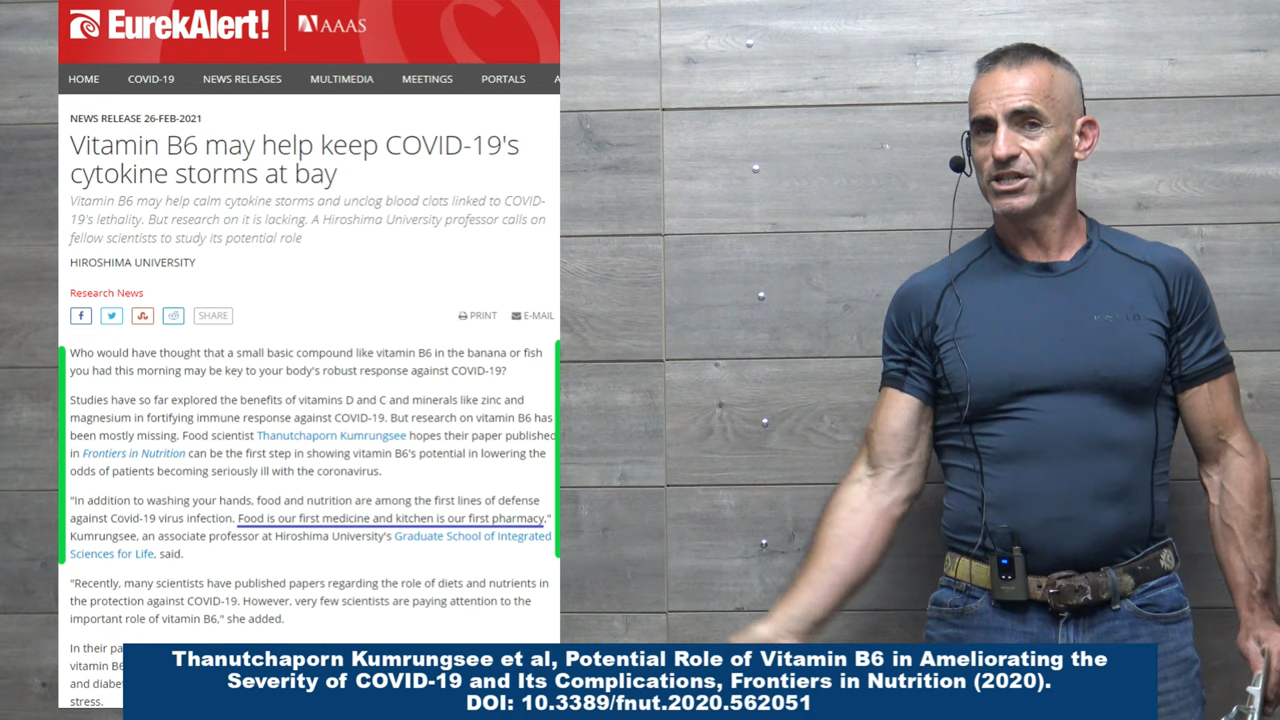 EurekAlert!
AAAS
HOME COVID-19 NEWS RELEASES MULTIMEDIA MEETINGS PORTALS A
NEWS RELEASE 26-FEB-2021
Vitamin B6 may help keep COVID-19's
cytokine storms at bay
Vitamin B6 may help calm cytokine storms and unclog blood clots linked to COVID-
19's lethality. But research on it is lacking. A Hiroshima University professor calls on
fellow scientists to study its potential role
HIROSHIMA UNIVERSITY
Research News
SHARE
PRINT E-MAIL
Who would have thought that a small basic compound like vitamin B6 in the banana or fish
you had this morning may be key to your body's robust response against COVID-19?
Studies have so far explored the benefits of vitamins D and C and minerals like zinc and
magnesium in fortifying immune response against COVID-19. But research on vitamin B6 has
been mostly missing. Food scientist Thanutchaporn Kumrungsee hopes their paper published
in Frontiers in Nutrition can be the first step in showing vitamin B6's potential in lowering the
odds of patients becoming seriously ill with the coronavirus.
"In addition to washing your hands, food and nutrition are among the first lines of defense
against Covid-19 virus infection. Food is our first medicine and kitchen is our first pharmacy,"
Kumrungsee, an associate professor at Hiroshima University's Graduate School of Integrated
Sciences for Life, said.
"Recently, many scientists have published papers regarding the role of diets and nutrients in
the protection against COVID-19. However, very few scientists are paying attention to the
important role of vitamin B6," she added.
In their pa
vitamin B6
and diabe
stress.
Thanutchaporn Kumrungsee et al, Potential Role of Vitamin B6 in Ameliorating the
Severity of COVID-19 and Its Complications, Frontiers in Nutrition (2020).
DOI: 10.3389/fnut.2020.562051